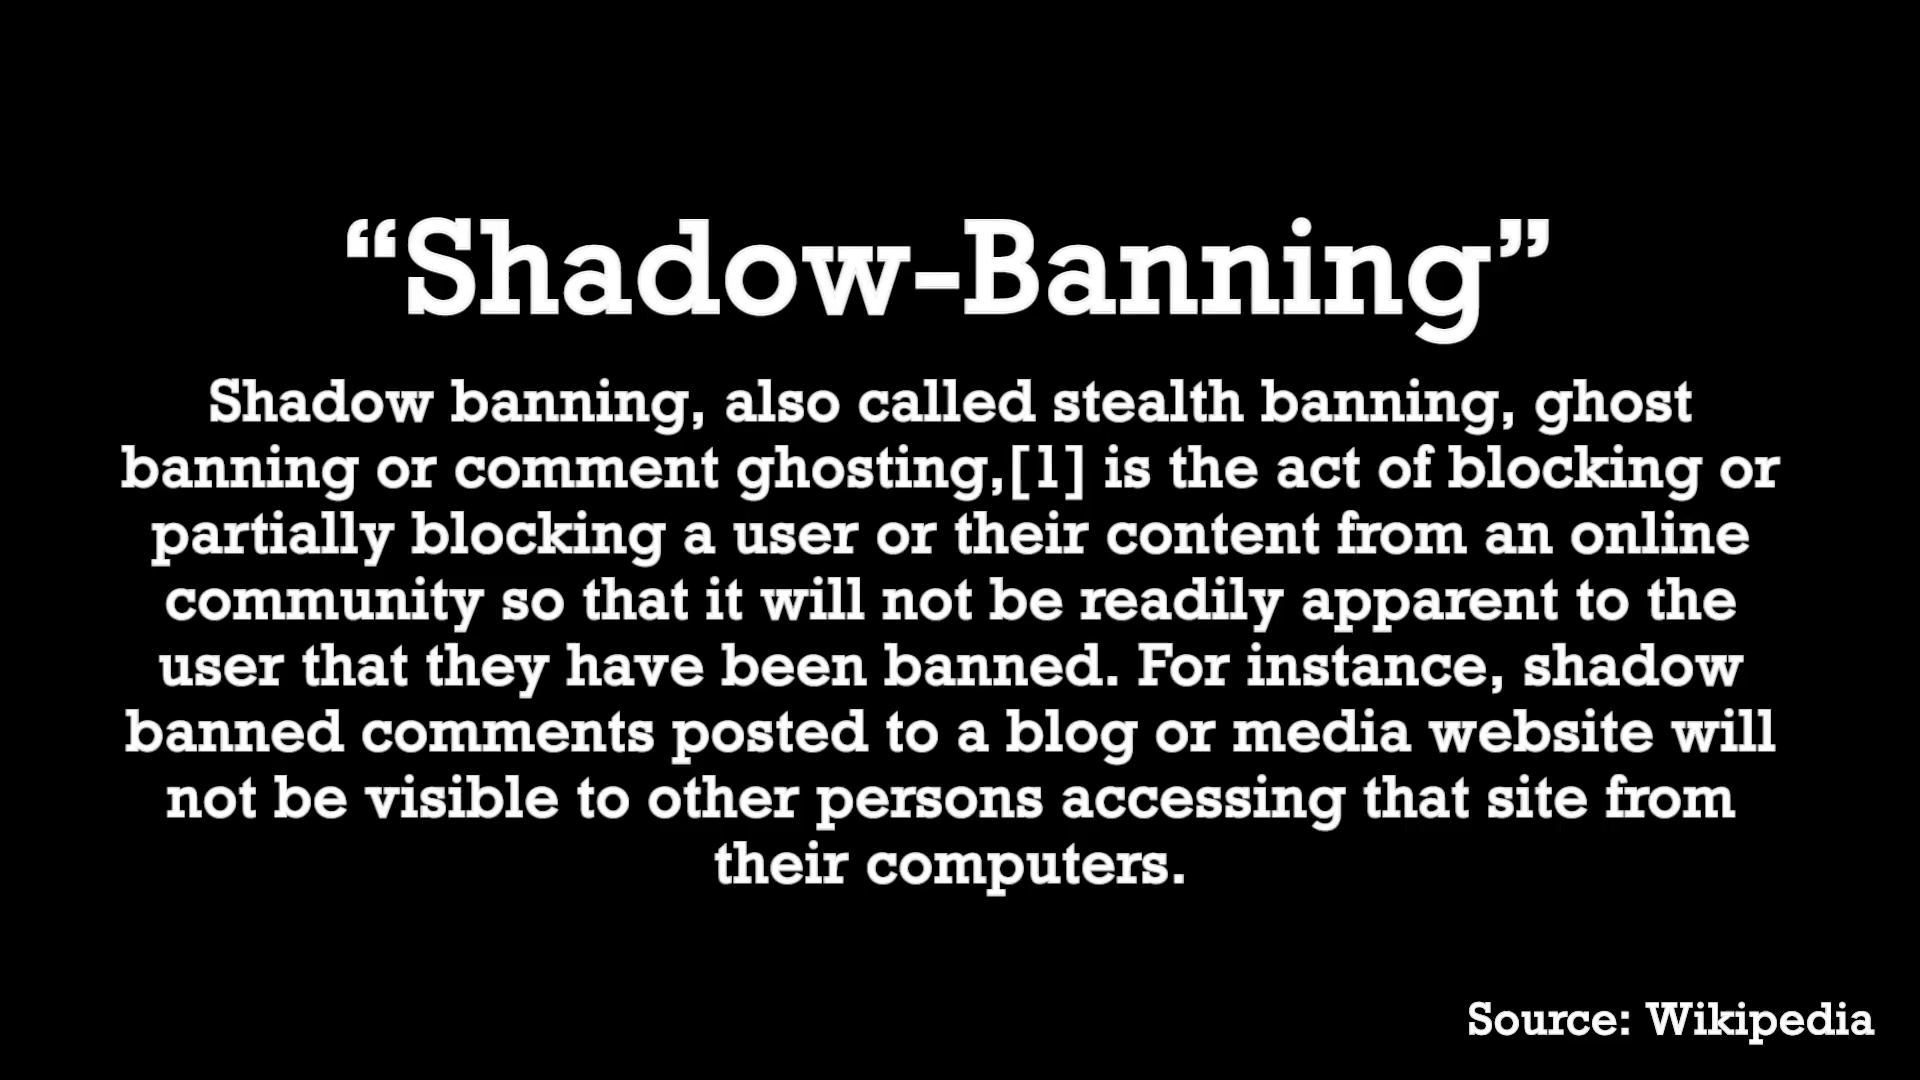 “Shadow-Banning”
Shadow banning, also called stealth banning, ghost
banning or comment ghosting,[1] is the act of blocking or
partially blocking a user or their content from an online
community so that it will not be readily apparent to the
user that they have been banned. For instance, shadow
banned comments posted to a blog or media website will
not be visible to other persons accessing that site from
their computers.
Source: Wikipedia